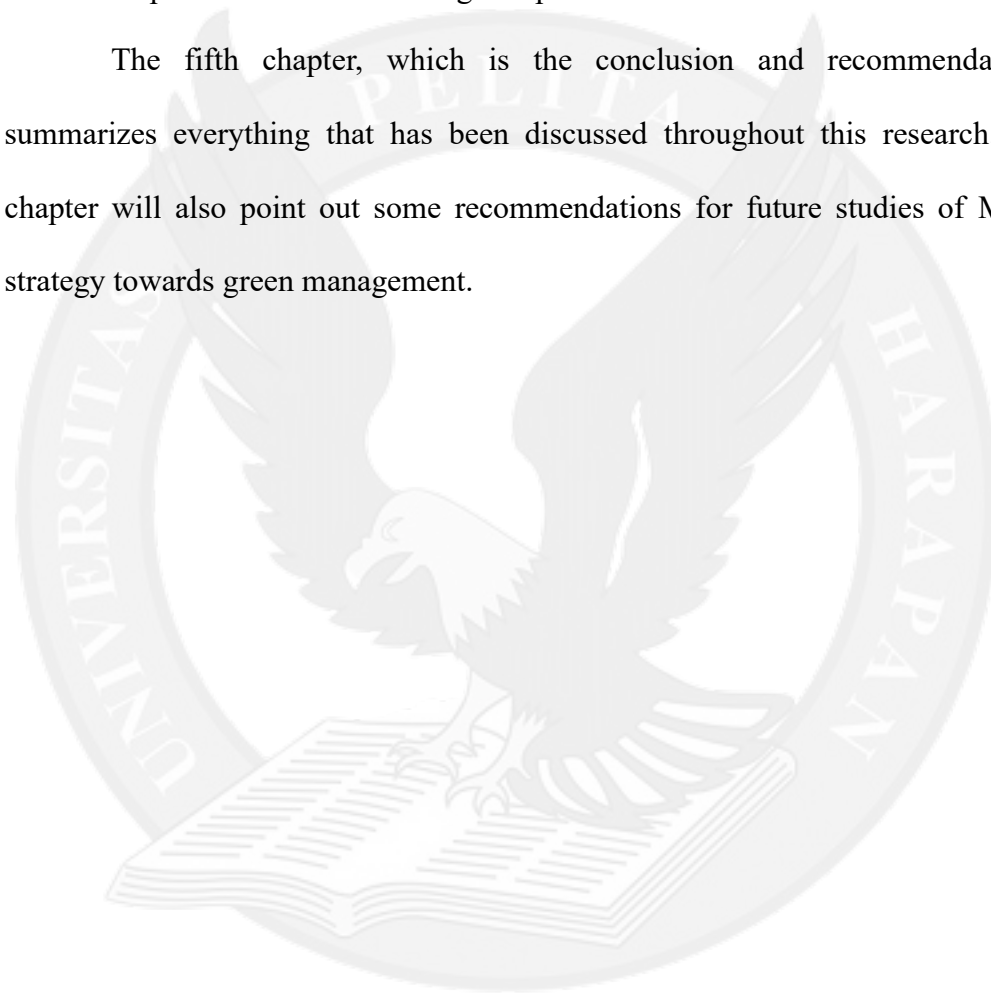 The fifth chapter, which is the conclusion and
summarizes everything that has been discussed throughout this research
chapter will also point out some recommendations for future studies of
strategy towards green management.
UNIVERSITAS PELITA HARAPAN